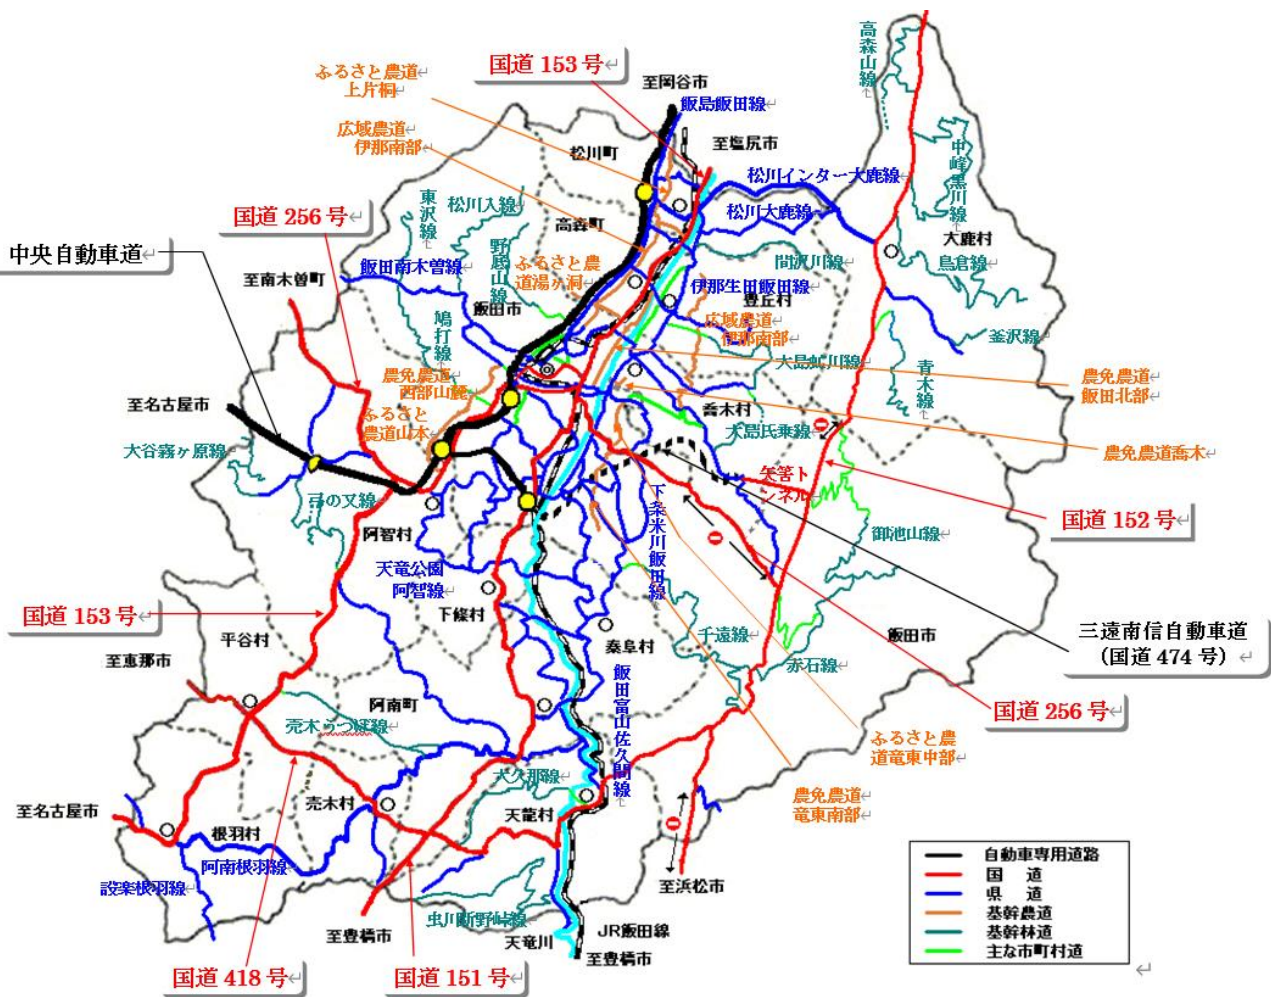 高森山線
国道 153 号
ふるさと農道
上片桐
至岡谷市
飯島飯田線
広域農道
伊那南部
至塩尻市
松川町
松川インター大鹿線
中峰黒川線
東沢線
松川入線
国道 256 号
松川大鹿線
高森町
大鹿村
野底山線
中央自動車道
間沢川線
鳥倉線
飯田南木曽線
ふるさと農
道湯ヶ洞
至南木曽町
伊那生田飯田線
豊丘村
飯田市
広域農道
伊那南部
鳩打線
釜沢線
大島虻川線
青木線
農免農道
西部山麓
農免農道
飯田北部
至名古屋市
ふるさと
農道山本
喬木村
大島氏乗線
大谷霧ヶ原線
農免農道喬木
矢筈ト
ンネル
弓の又線
下条米川飯田線
国道 152 号
阿智村
御池山線
天竜公園
阿智線
国道 153 号
下條村
平谷村
千遠線
飯田市
三遠南信自動車道
(国道 474 号)
泰阜村
至恵那市
赤石線
飯田富山佐久間線
阿南町
国道 256 号
売木うつぼ線
ふるさと農
道竜東中部
大久那線
農免農道
竜東南部
売木村
天龍村
至名古屋市
根羽村
阿南根羽線
設楽根羽線
至浜松市
虫川新野峠線
至豊橋市
天竜川
JR飯田線
至豊橋市
国道 418 号
国道 151 号
自動車専用道路
国　道
県　道
基幹農道
基幹林道
主な市町村道